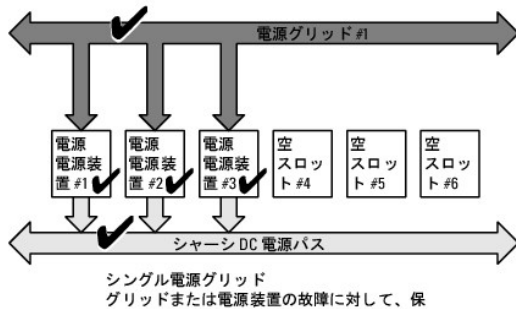 電源グリッド #1
電源
電源装
置 #1
電源
電源装
置 #2
電源
電源装
置 #3
空
スロッ
ト #4
空
スロッ
ト #5
空
スロッ
ト #6
シャーシ DC 電源パス
シングル電源グリッド
グリッドまたは電源装置の故障に対して、保